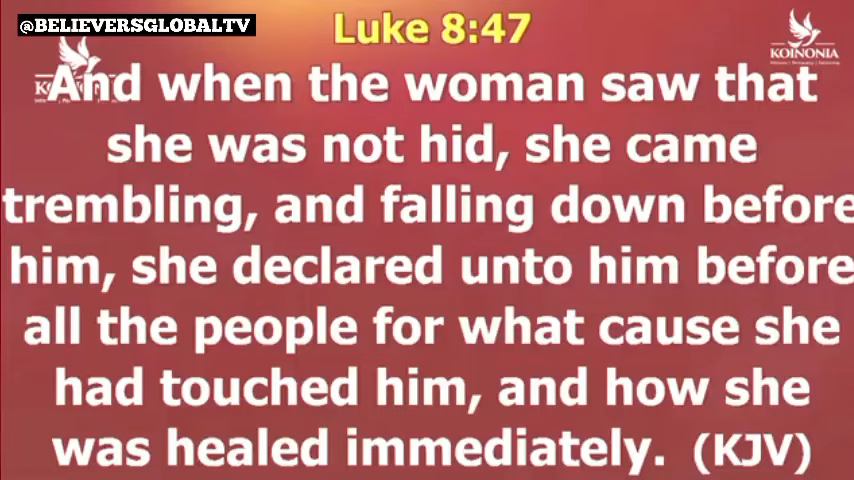 @BELIEVERSGLOBALTV
Luke 8:47
KOINONIA
And when the woman saw that
she was not hid, she came
trembling, and falling down before
him, she declared unto him before
all the people for what cause she
had touched him, and how she
was healed immediately. (KJV)